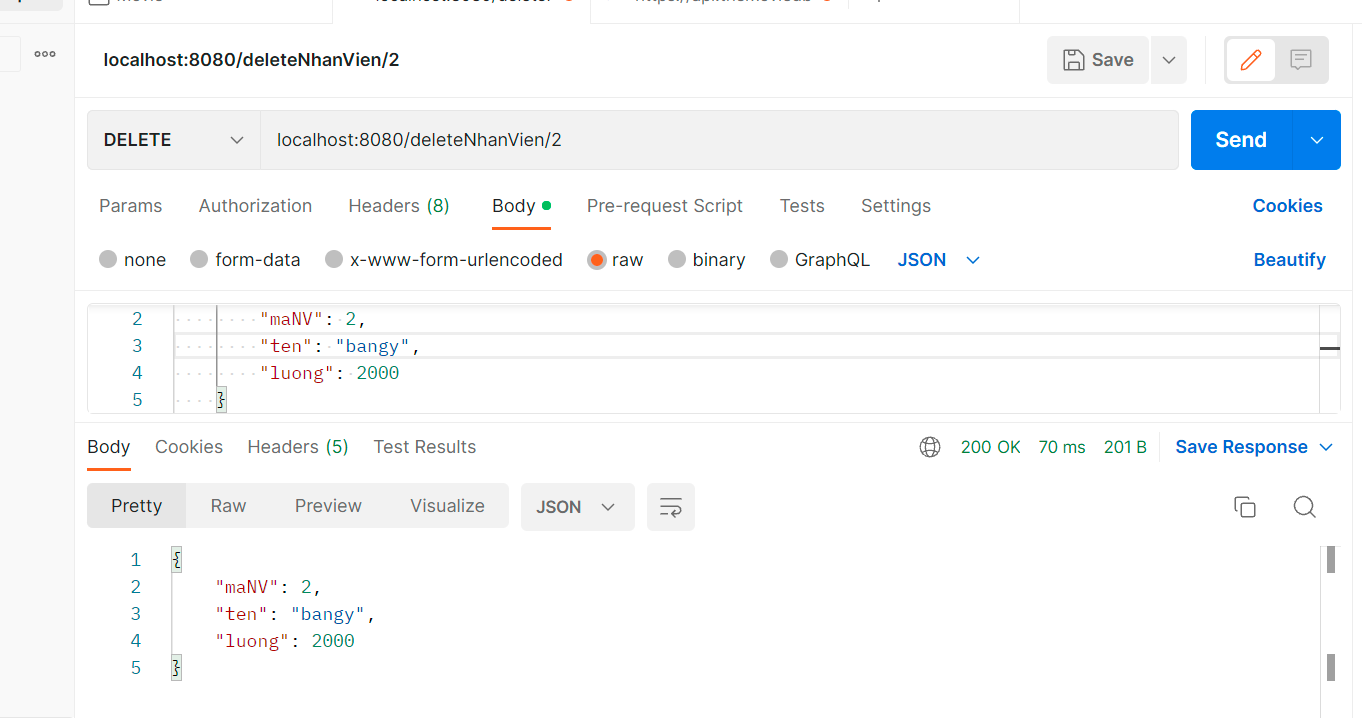 localhost:8080/deleteNhanVien/2
Save
DELETE localhost:8080/deleteNhanVien/2 Send
Params Authorization Headers (8) Body Pre-request Script Tests Settings Cookies
none form-data x-www-form-urlencoded raw binary GraphQL JSON Beautify
2 "maNV": 2,
3 "ten": "bangy",
4 "luong": 2000
5 }
Body Cookies Headers (5) Test Results 200 OK 70 ms 201 B Save Response
Pretty Raw Preview Visualize JSON
1 {
2 "maNV": 2,
3 "ten": "bangy",
4 "luong": 2000
5 }